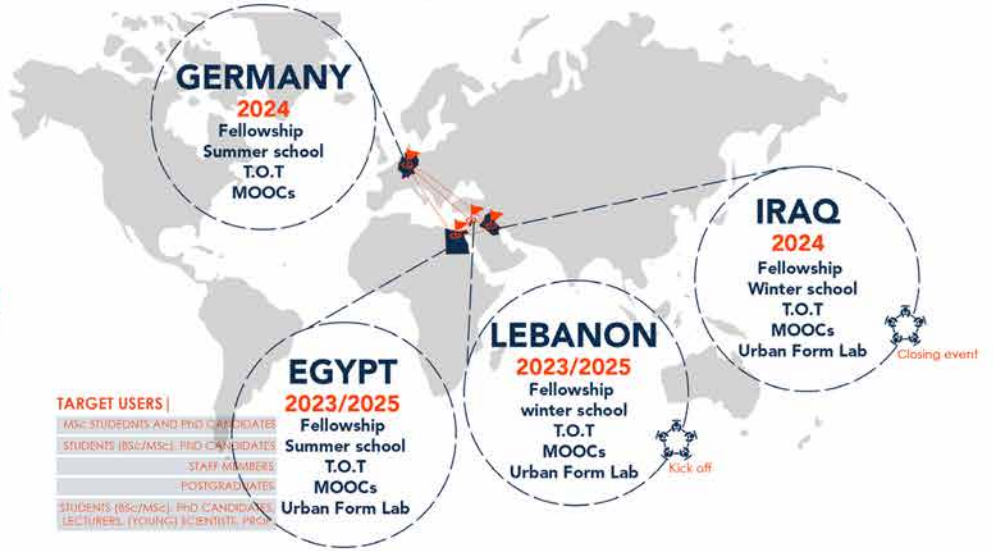 GERMANY
2024
Fellowship
Summer school
T.O.T
MOOCs
IRAQ
2024
Fellowship
Winter school
T.O.T
MOOCs
Urban Form Lab
Closing event
LEBANON
2023/2025
Fellowship
winter school
T.O.T
MOOCs
Urban Form Lab
Kick off
EGYPT
2023/2025
Fellowship
Summer school
T.O.T
MOOCs
Urban Form Lab
TARGET USERS|
MSc STUDEONTS AND PhD CANDIDATES
STUDENTS (BSc/MSc), PhD CANDIDATES
STAFF MEMBERS
POSTGRADUATES
STUDENTS (BSc/MSc), PhD CANDIDATES,
LECTURERS, (YOUNG) SCIENTISTS,